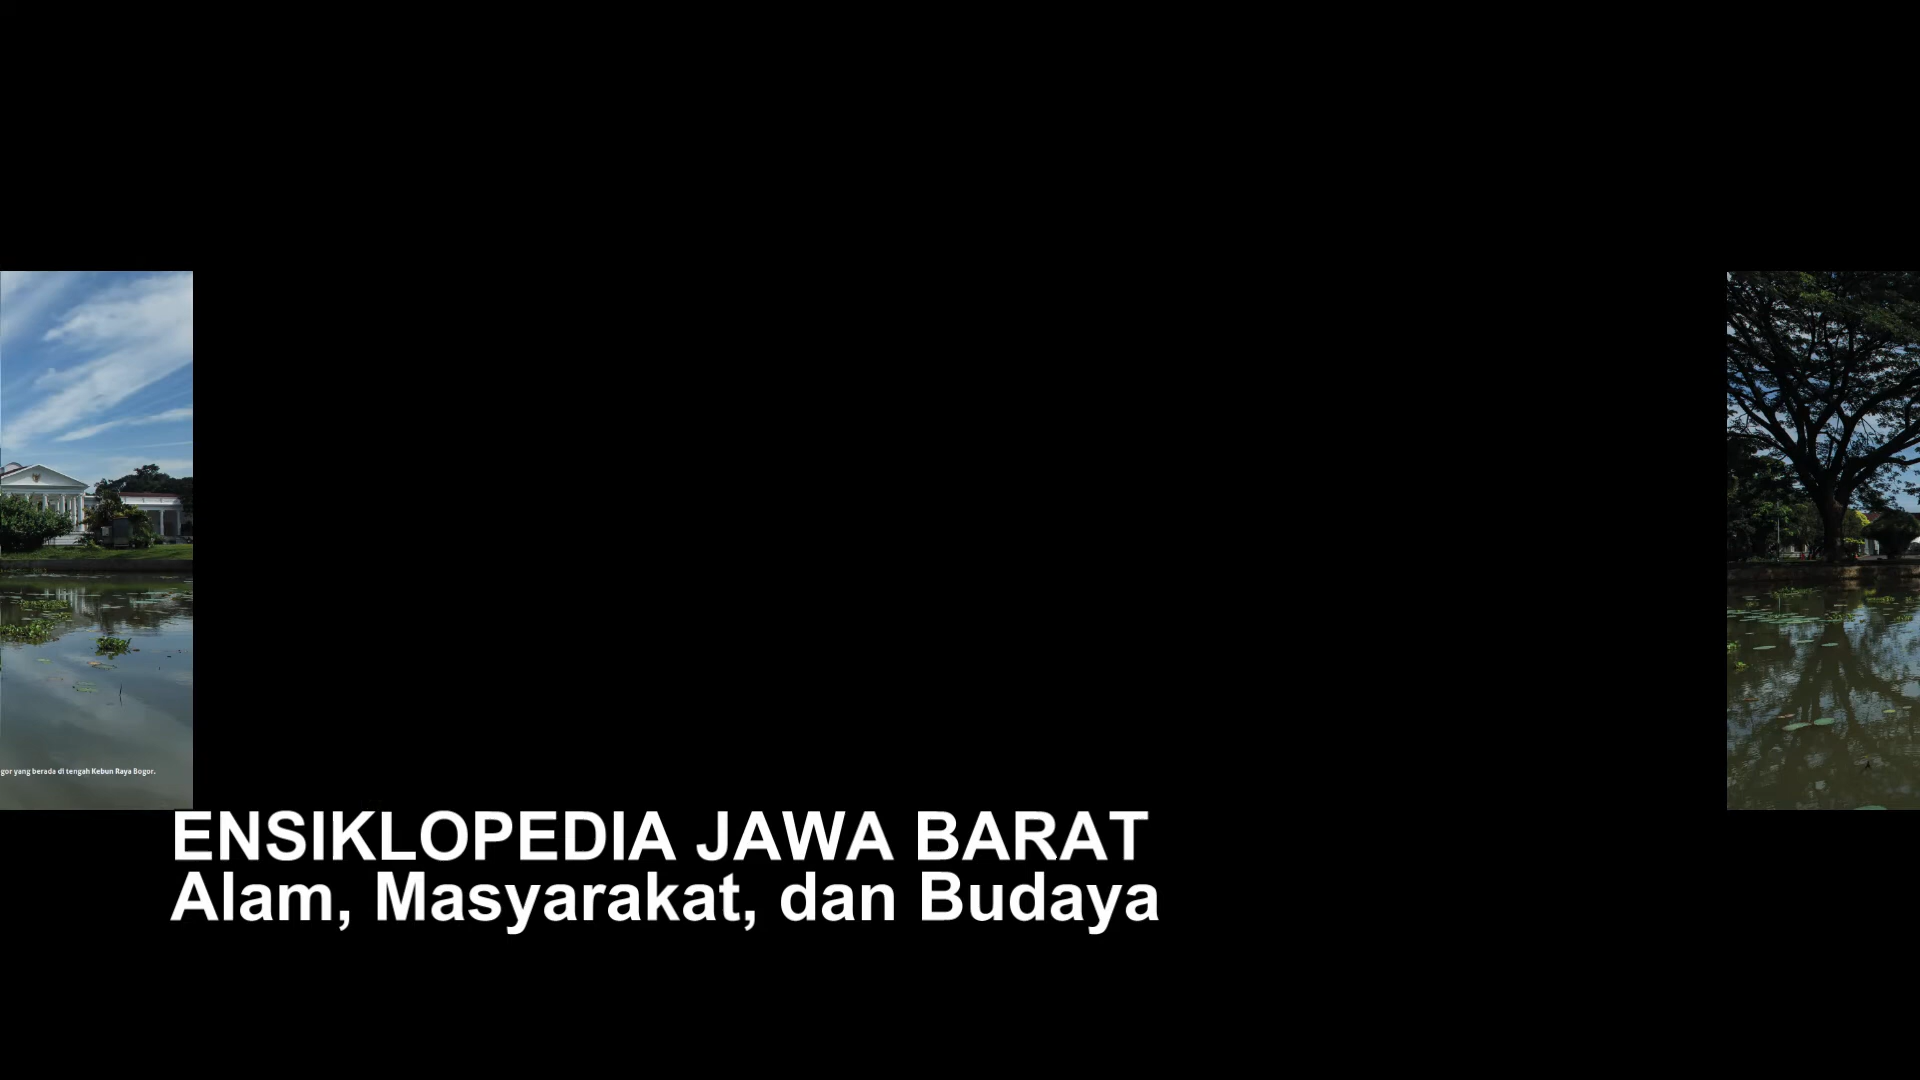 gor yang berada di tengah Kebun Raya Bogor.
ENSIKLOPEDIA JAWA BARAT
Alam, Masyarakat, dan Budaya